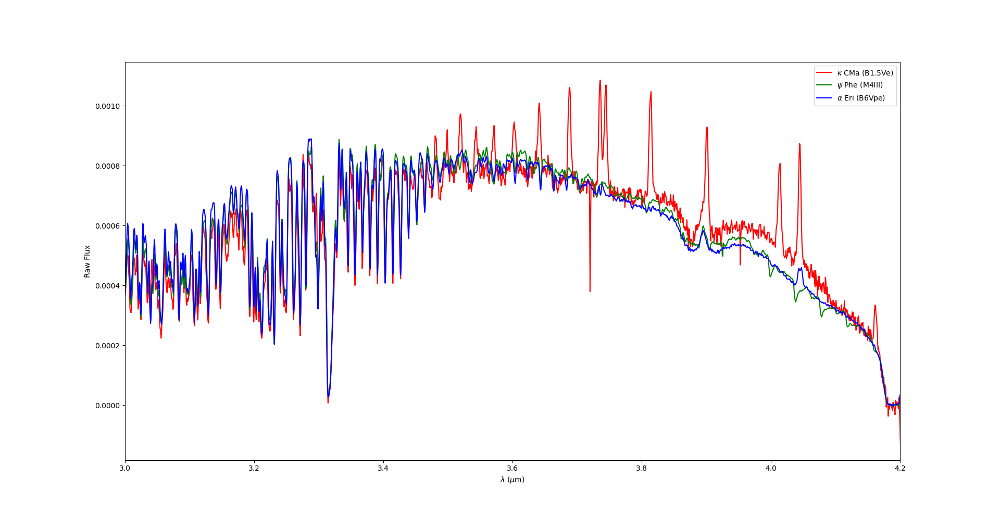 κ CMa (B1.5Ve)
ψ Phe (M4III)
α Eri (B6Vpe)
0.0010
0.0008
0.0006
0.0004
0.0002
0.0000
Raw Flux
3.0 3.2 3.4 3.6 3.8 4.0 4.2
λ (μm)